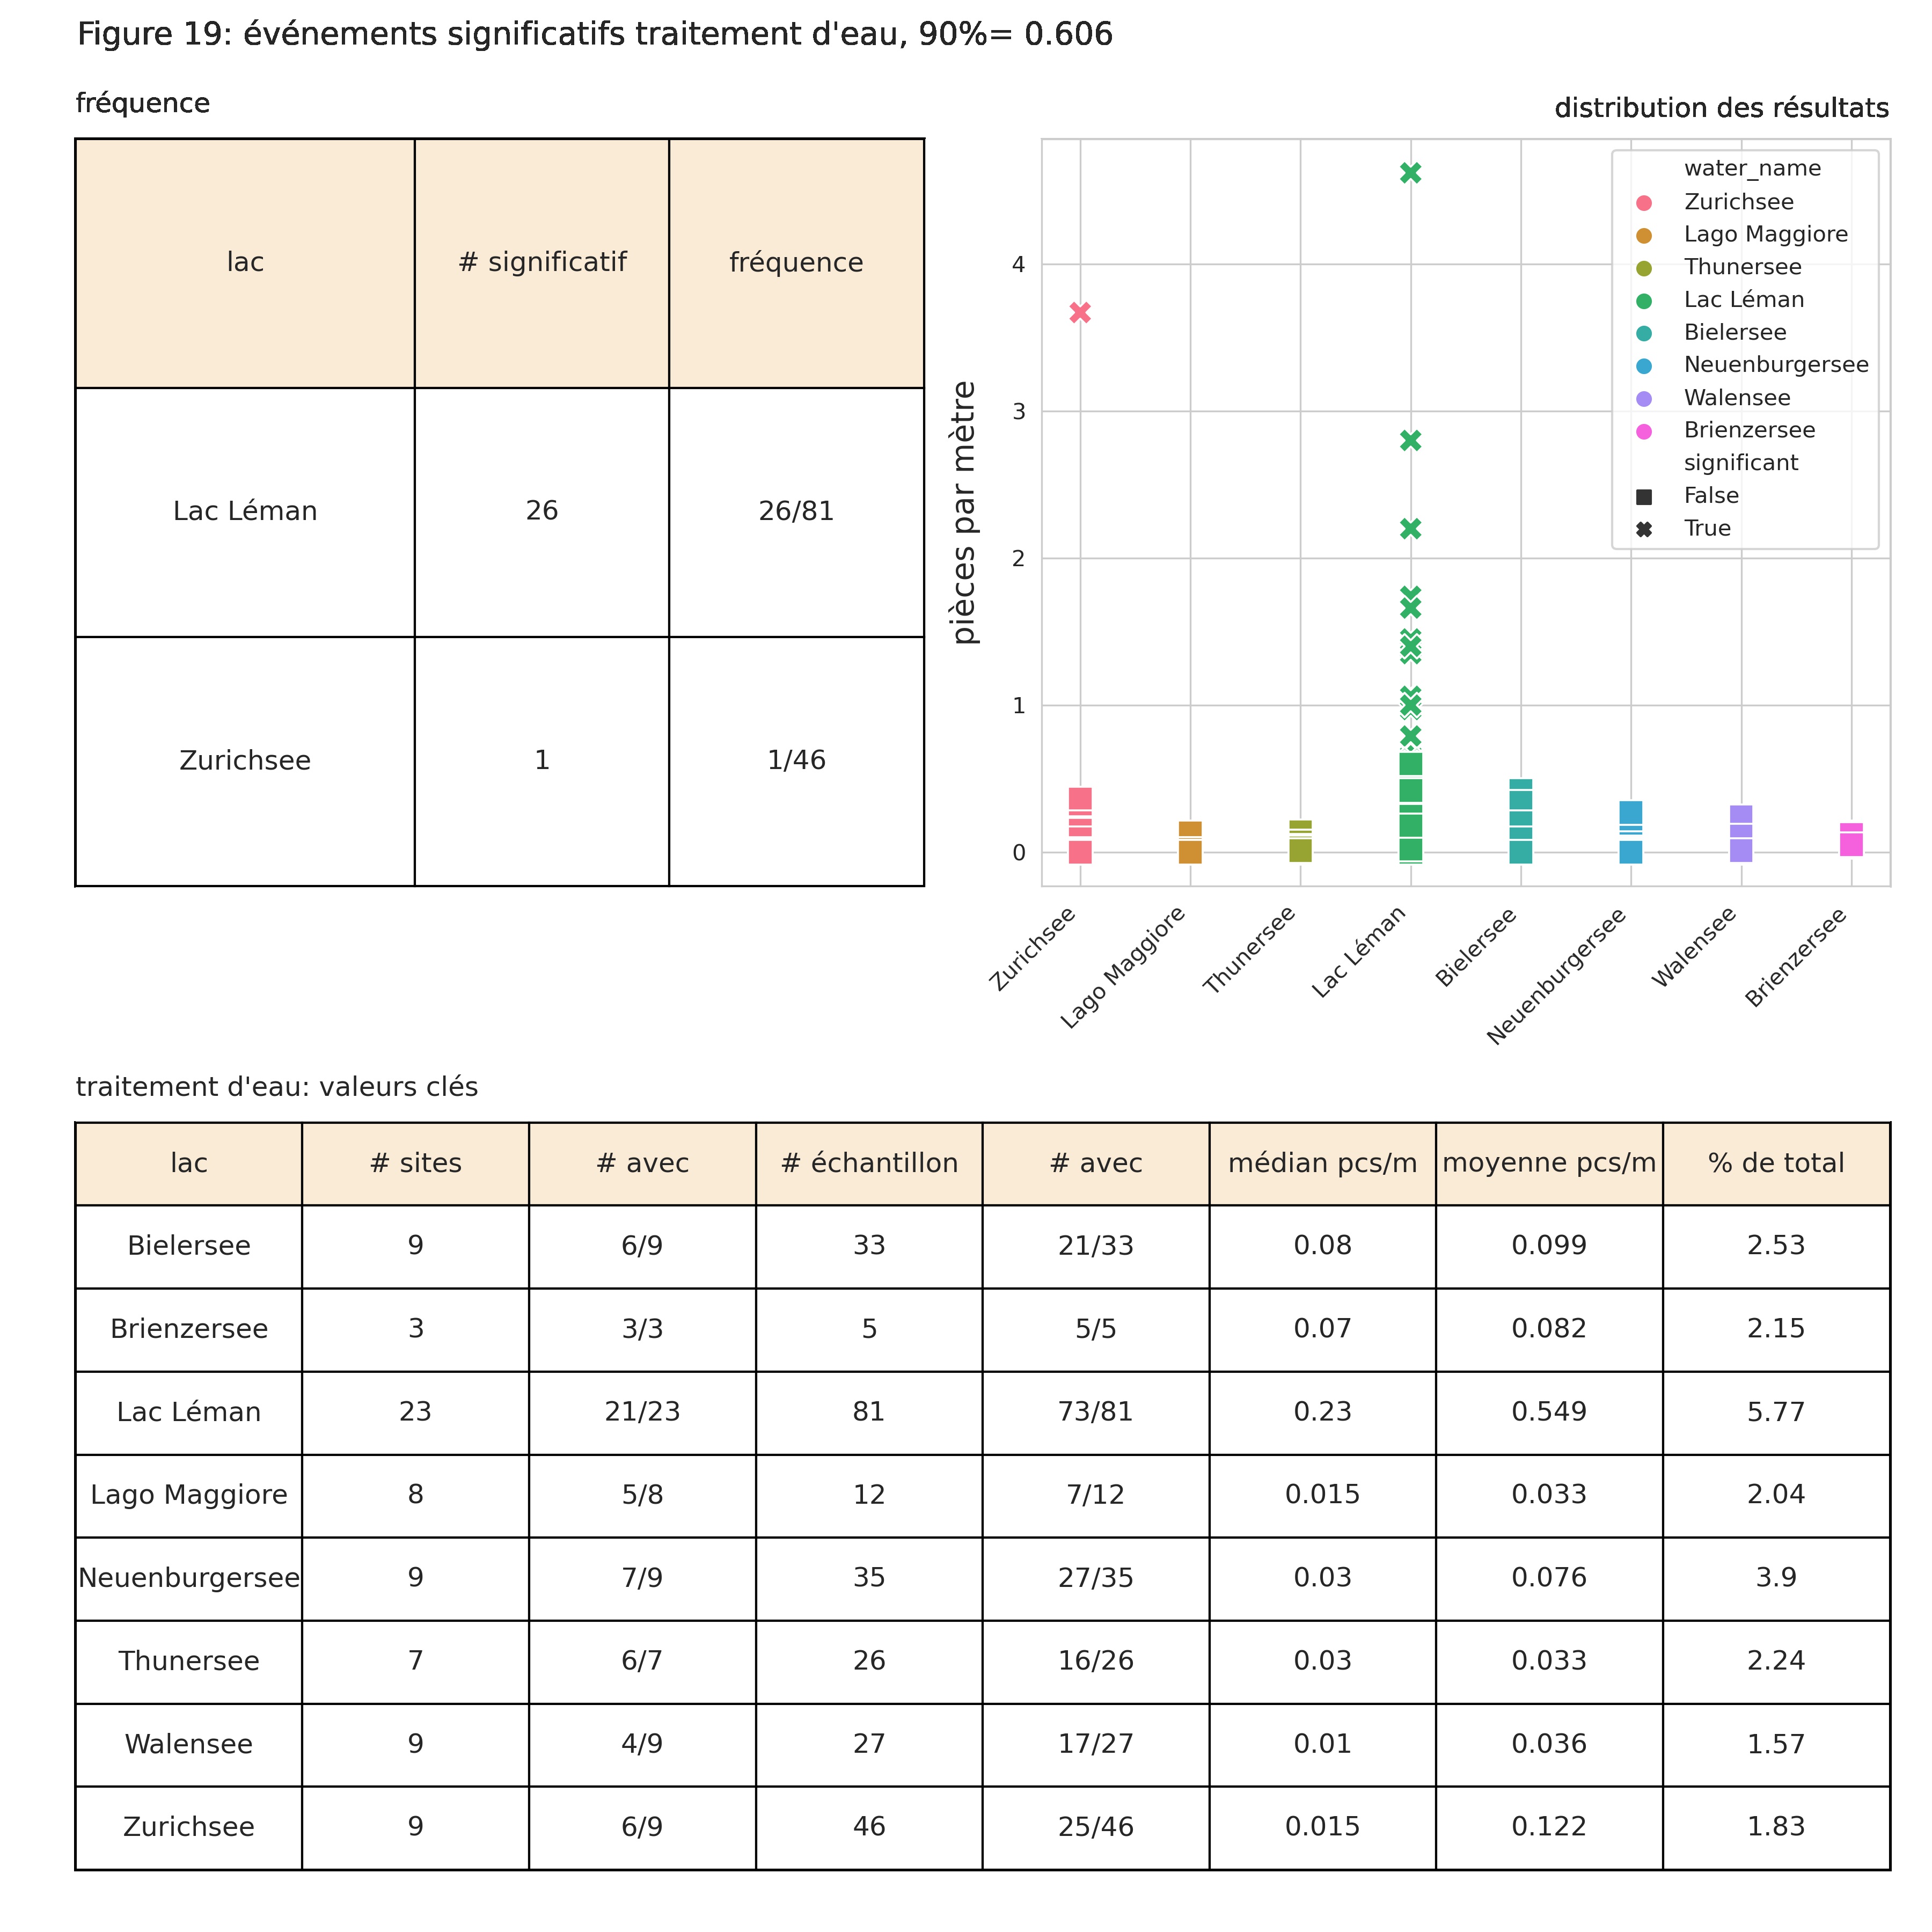 Figure 19: événements significatifs traitement d'eau, 90%= 0.606
fréquence
lac # significatif fréquence
Lac Léman 26 26/81
Zurichsee 1 1/46
distribution des résultats
pièces par mètre
4
3
2
1
0
water_name
Zurichsee
Lago Maggiore
Thunersee
Lac Léman
Bielersee
Neuenburgersee
Walensee
Brienzersee
significant
False
True
Zurichsee
Lago Maggiore
Thunersee
Lac Léman
Bielersee
Neuenburgersee
Walensee
Brienzersee
traitement d'eau: valeurs clés
lac # sites # avec # échantillon # avec médian pcs/m moyenne pcs/m % de total
Bielersee 9 6/9 33 21/33 0.08 0.099 2.53
Brienzersee 3 3/3 5 5/5 0.07 0.082 2.15
Lac Léman 23 21/23 81 73/81 0.23 0.549 5.77
Lago Maggiore 8 5/8 12 7/12 0.015 0.033 2.04
Neuenburgersee 9 7/9 35 27/35 0.03 0.076 3.9
Thunersee 7 6/7 26 16/26 0.03 0.033 2.24
Walensee 9 4/9 27 17/27 0.01 0.036 1.57
Zurichsee 9 6/9 46 25/46 0.015 0.122 1.83